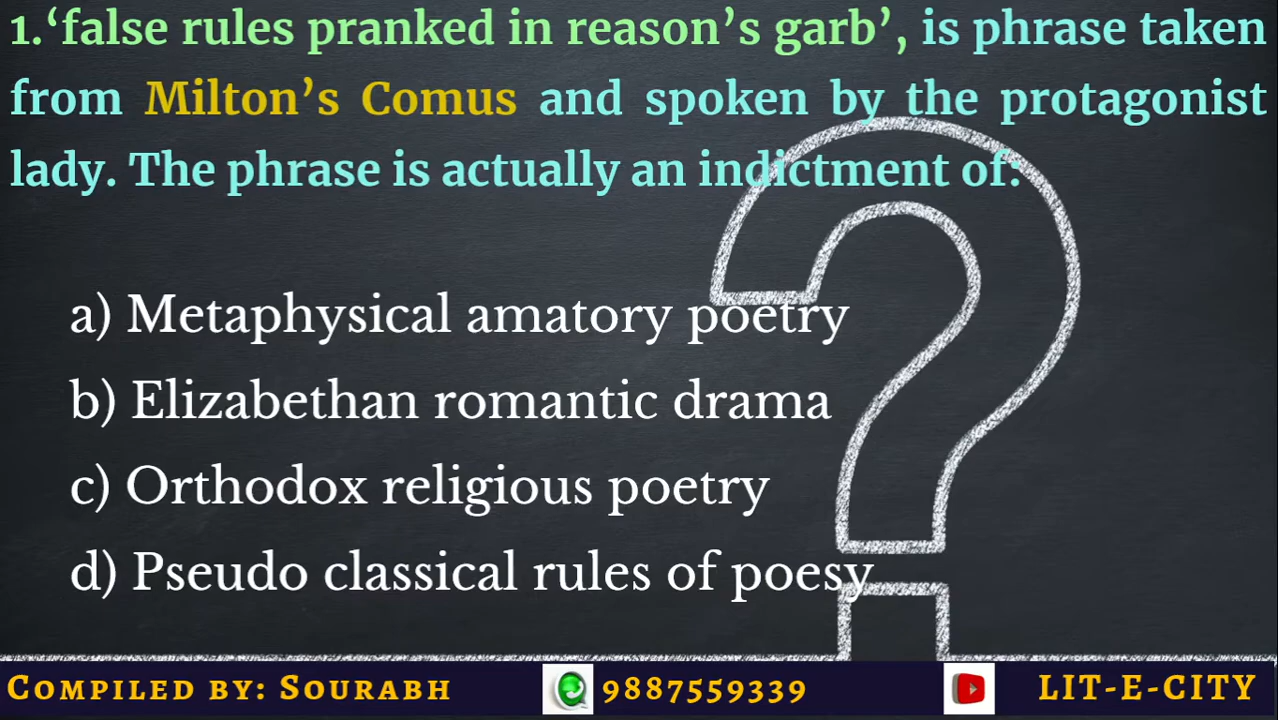 1.‘false rules pranked in reason’s garb’, is phrase taken
from Milton’s Comus and spoken by the protagonist
lady. The phrase is actually an indictment of:
a) Metaphysical amatory poetry
b) Elizabethan romantic drama
c) Orthodox religious poetry
d) Pseudo classical rules of poesy
COMPILED BY: SOURABH 9887559339 LIT-E-CITY